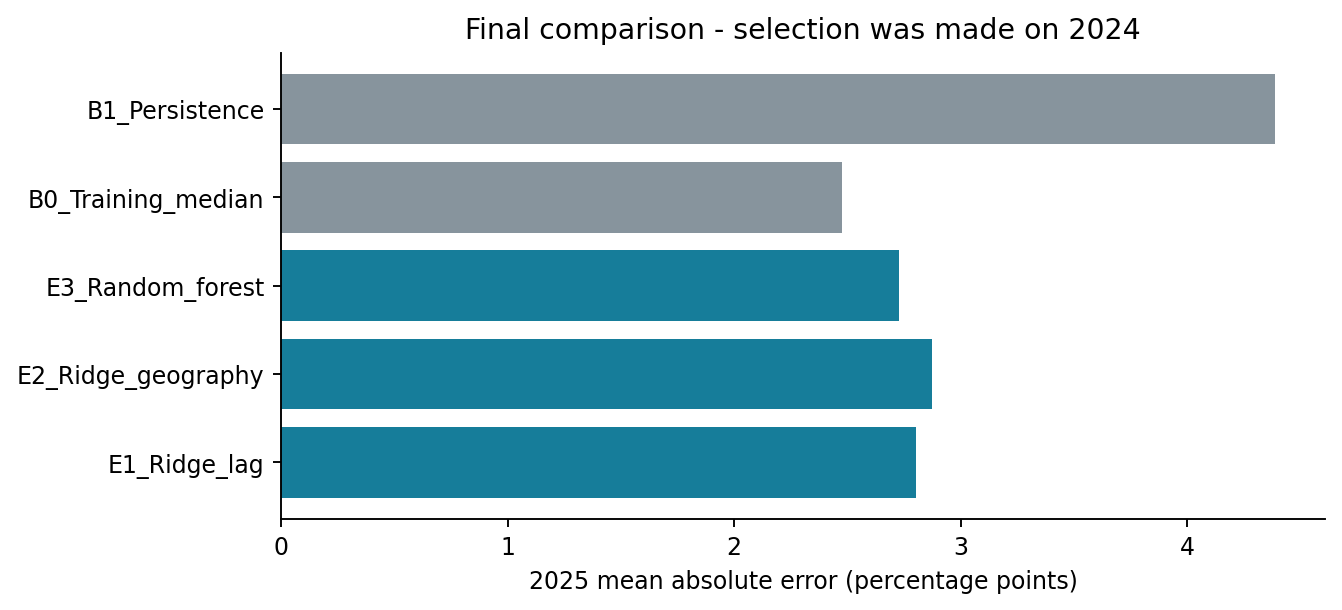 Final comparison - selection was made on 2024
B1_Persistence
B0_Training_median
E3_Random_forest
E2_Ridge_geography
E1_Ridge_lag
0 1 2 3 4
2025 mean absolute error (percentage points)